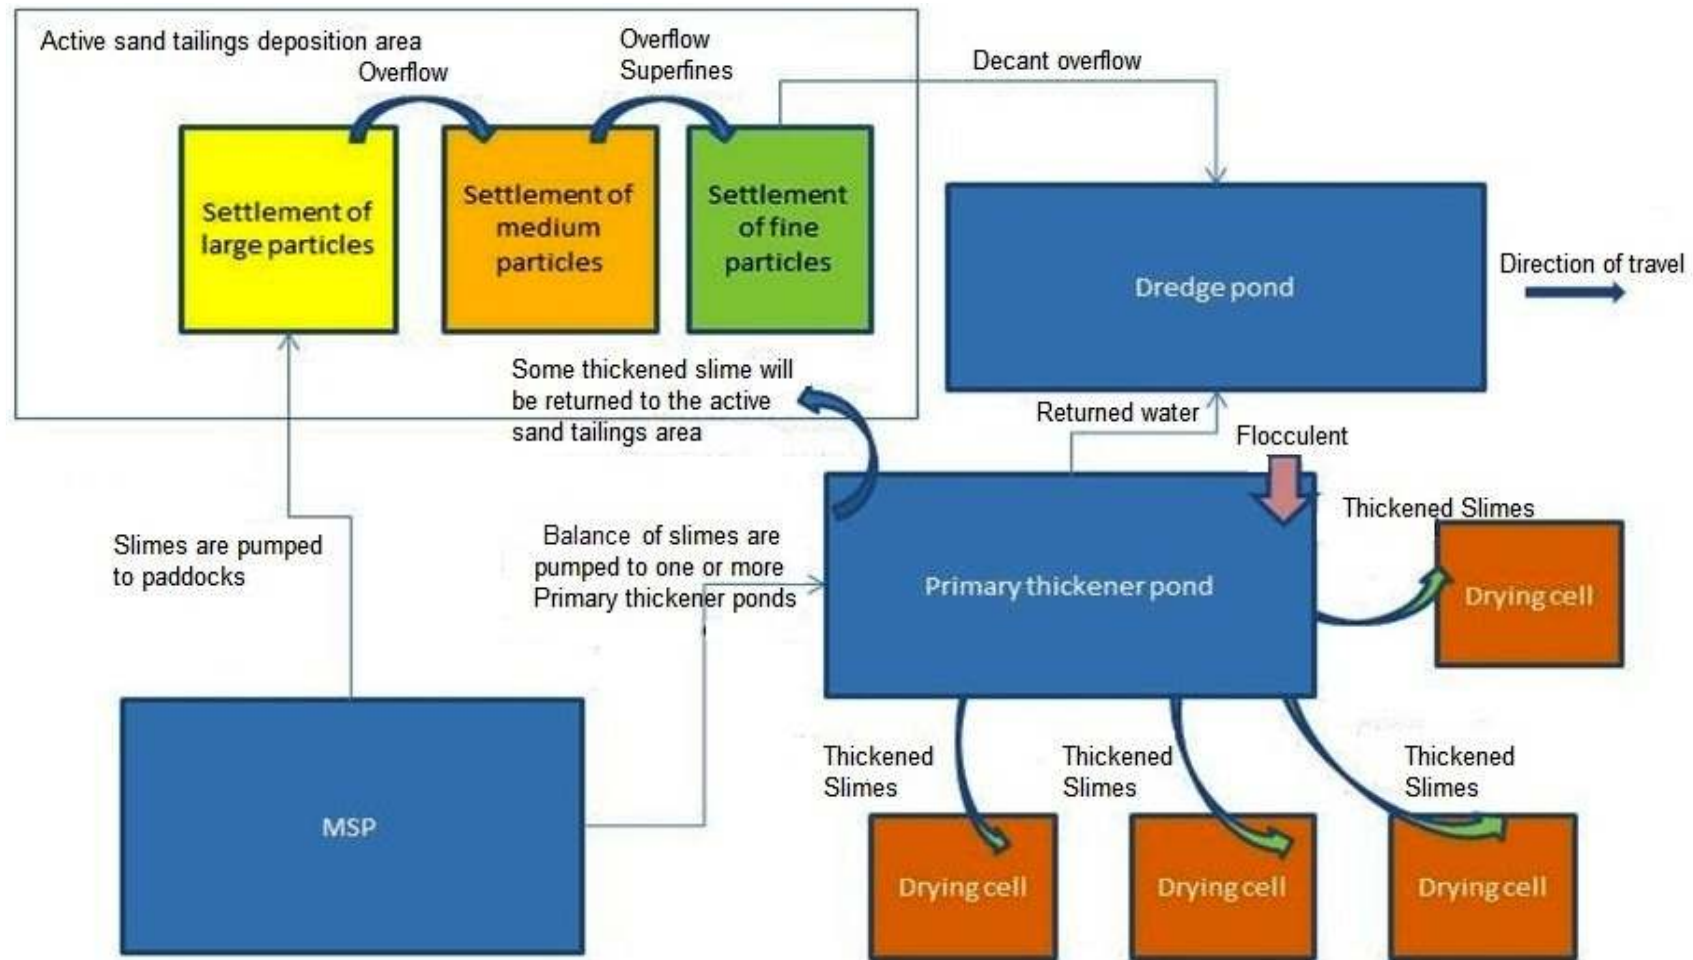 Active sand tailings deposition area
Overflow
Overflow
Superfines
Decant overflow
Settlement of
large particles
Settlement of
medium
particles
Settlement
of fine
particles
Dredge pond
Direction of travel
Some thickened slime will
be returned to the active
sand tailings area
Returned water
Flocculent
Slimes are pumped
to paddocks
Balance of slimes are
pumped to one or more
Primary thickener ponds
Primary thickener pond
Thickened Slimes
Drying cell
MSP
Thickened
Slimes
Thickened
Slimes
Thickened
Slimes
Drying cell
Drying cell
Drying cell